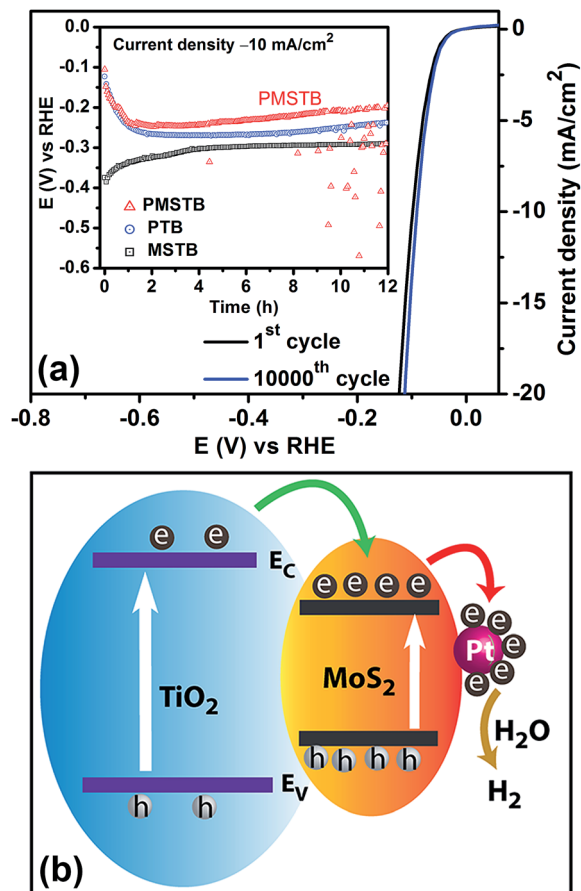 Current density –10 mA/cm²
PMSTB
PMSTB
PTB
MSTB
E (V) vs RHE
0.0
-0.1
-0.2
-0.3
-0.4
-0.5
-0.6
0 2 4 6 8 10 12
Time (h)
1st cycle
10000th cycle
(a)
0
-5
-10
-15
-20
Current density (mA/cm²)
-0.8 -0.6 -0.4 -0.2 0.0
E (V) vs RHE
e e
EC
TiO2
EV
h h
e e e e
MoS2
h h h h
e e e e e
Pt
H2O
H2
(b)